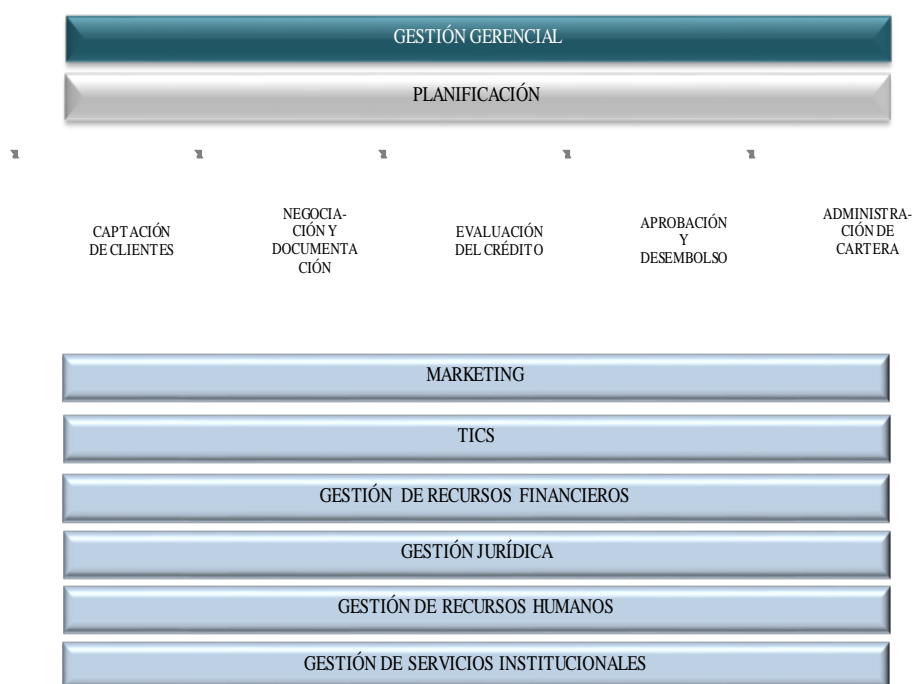 GESTIÓN GERENCIAL
PLANIFICACIÓN
CAPTACIÓN
DE CLIENTES
NEGOCIA-
CIÓN Y
DOCUMENTA
CIÓN
EVALUACIÓN
DEL CRÉDITO
APROBACIÓN
Y
DESEMBOLSO
ADMINISTRA-
CIÓN DE
CARTERA
MARKETING
TICS
GESTIÓN DE RECURSOS FINANCIEROS
GESTIÓN JURÍDICA
GESTIÓN DE RECURSOS HUMANOS
GESTIÓN DE SERVICIOS INSTITUCIONALES